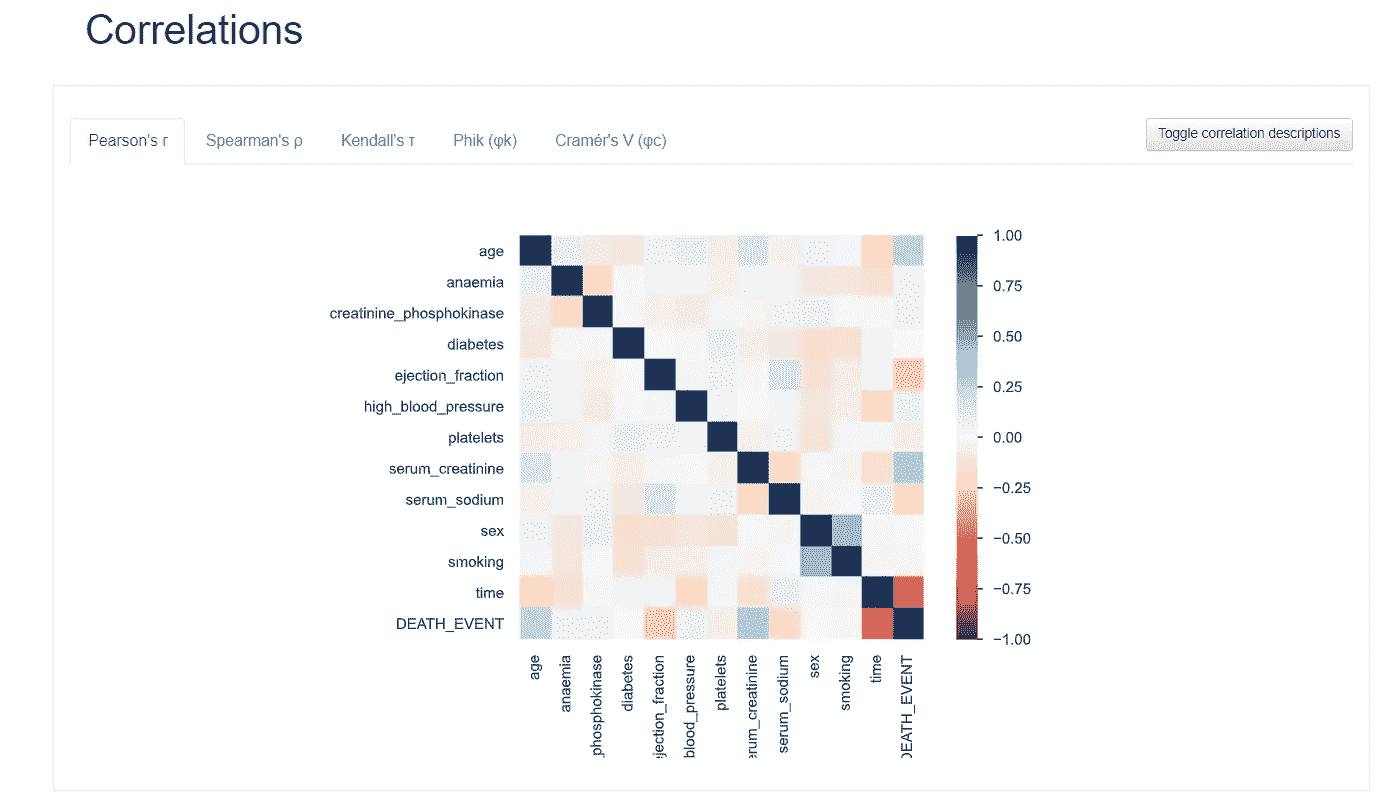 Correlations
Pearson's r Spearman's ρ Kendall's τ Phik (φk) Cramér's V (φc) Toggle correlation descriptions
age
anaemia
creatinine_phosphokinase
diabetes
ejection_fraction
high_blood_pressure
platelets
serum_creatinine
serum_sodium
sex
smoking
time
DEATH_EVENT
1.00
0.75
0.50
0.25
0.00
−0.25
−0.50
−0.75
−1.00
age
anaemia
_phosphokinase
diabetes
ejection_fraction
blood_pressure
platelets
erum_creatinine
serum_sodium
sex
smoking
time
DEATH_EVENT